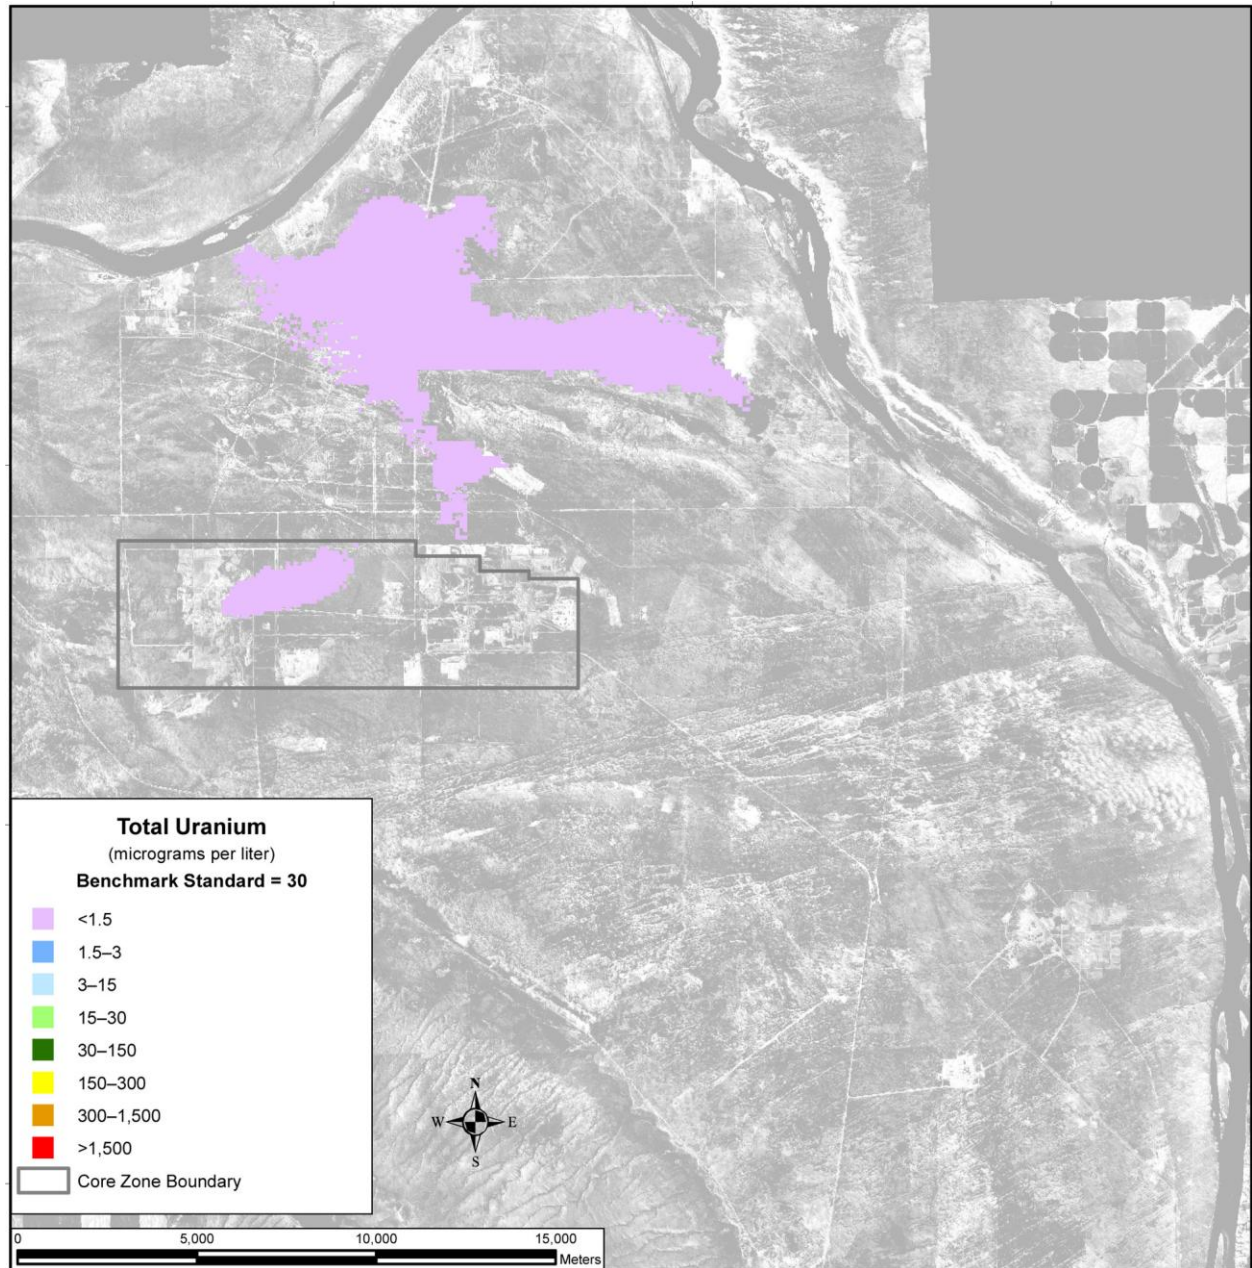 Total Uranium
(micrograms per liter)
Benchmark Standard = 30
<1.5
1.5–3
3–15
15–30
30–150
150–300
300–1,500
>1,500
Core Zone Boundary
N
W E
S
0 5,000 10,000 15,000
Meters